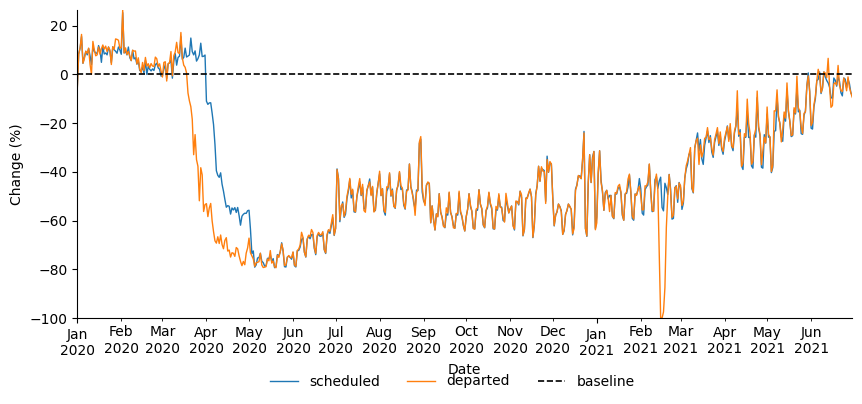 Change (%)
20
0
−20
−40
−60
−80
−100
Jan Feb Mar Apr May Jun Jul Aug Sep Oct Nov Dec Jan Feb Mar Apr May Jun
2020 2020 2020 2020 2020 2020 2020 2020 2020 2020 2020 2020 2021 2021 2021 2021 2021 2021
Date
scheduled departed baseline